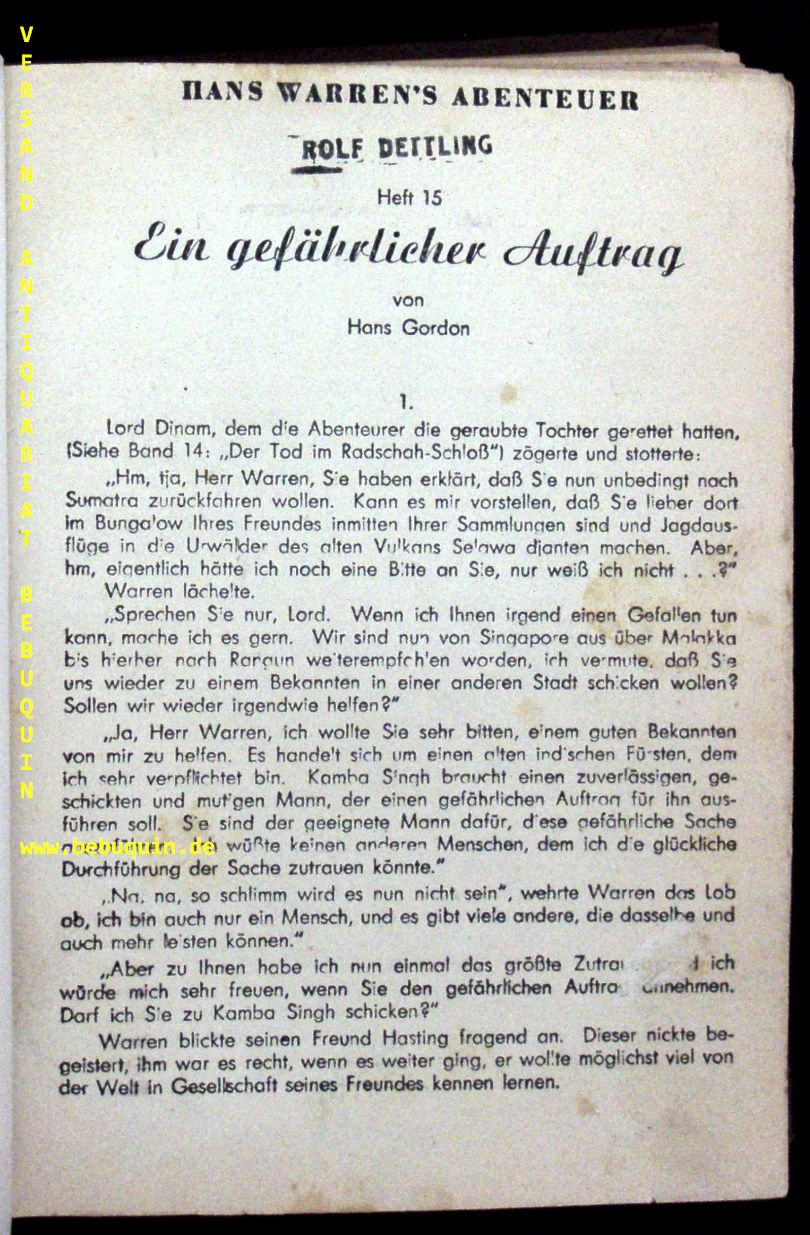 HANS WARREN'S ABENTEUER
ROLF DETTLING
Heft 15
Ein gefährlicher Auftrag
von
Hans Gordon
1.
Lord Dinam, dem die Abenteurer die geraubte Tochter gerettet hatten,
(Siehe Band 14: „Der Tod im Radschah-Schloß") zögerte und stotterte:
„Hm, tja, Herr Warren, Sie haben erklärt, daß Sie nun unbedingt nach
Sumatra zurückfahren wollen. Kann es mir vorstellen, daß Sie lieber dort
im Bungalow Ihres Freundes inmitten Ihrer Sammlungen sind und Jagdaus-
flüge in die Urwälder des alten Vulkans Selawa djanten machen. Aber,
hm, eigentlich hätte ich noch eine Bitte an Sie, nur weiß ich nicht . . .?"
Warren lächelte.
„Sprechen Sie nur, Lord. Wenn ich Ihnen irgend einen Gefallen tun
kann, mache ich es gern. Wir sind nun von Singapore aus über Malakka
bis hierher nach Rangun weiterempfohlen worden, ich vermute, daß Sie
uns wieder zu einem Bekannten in einer anderen Stadt schicken wollen?
Sollen wir wieder irgendwie helfen?"
„Ja, Herr Warren, ich wollte Sie sehr bitten, einem guten Bekannten
von mir zu helfen. Es handelt sich um einen alten indischen Fürsten, dem
ich sehr verpflichtet bin. Kamba Singh braucht einen zuverlässigen, ge-
schickten und mutigen Mann, der einen gefährlichen Auftrag für ihn aus-
führen soll. Sie sind der geeignete Mann dafür, diese gefährliche Sache
wüßte keinen anderen Menschen, dem ich die glückliche
Durchführung der Sache zutrauen könnte."
„Na, na, so schlimm wird es nun nicht sein", wehrte Warren das Lob
ab, ich bin auch nur ein Mensch, und es gibt viele andere, die dasselbe und
auch mehr leisten können."
„Aber zu Ihnen habe ich nun einmal das größte ich
würde mich sehr freuen, wenn Sie den gefährlichen
Darf ich Sie zu Kamba Singh schicken?"
Warren blickte seinen Freund Hasting fragend an. Dieser nickte be-
geistert, ihm war es recht, wenn es weiter ging, er wollte möglichst viel von
der Welt in Gesellschaft seines Freundes kennen lernen.
VERSAND ANTIQUARIAT BEBUQUIN
www.bebuquin.de